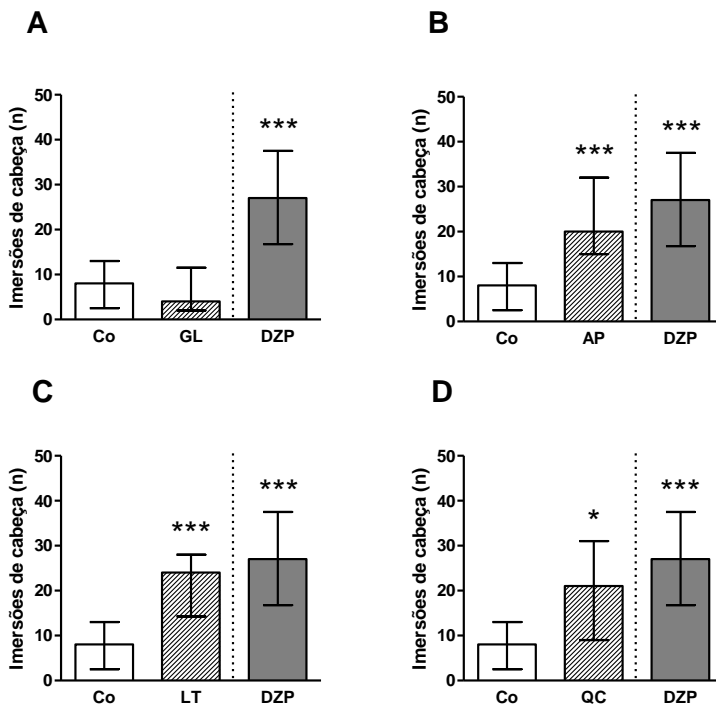 A
Imersões de cabeça (n)
50
40
30
20
10
0
***
Co GL DZP
B
Imersões de cabeça (n)
50
40
30
20
10
0
***
***
Co AP DZP
C
Imersões de cabeça (n)
50
40
30
20
10
0
***
***
Co LT DZP
D
Imersões de cabeça (n)
50
40
30
20
10
0
*
***
Co QC DZP